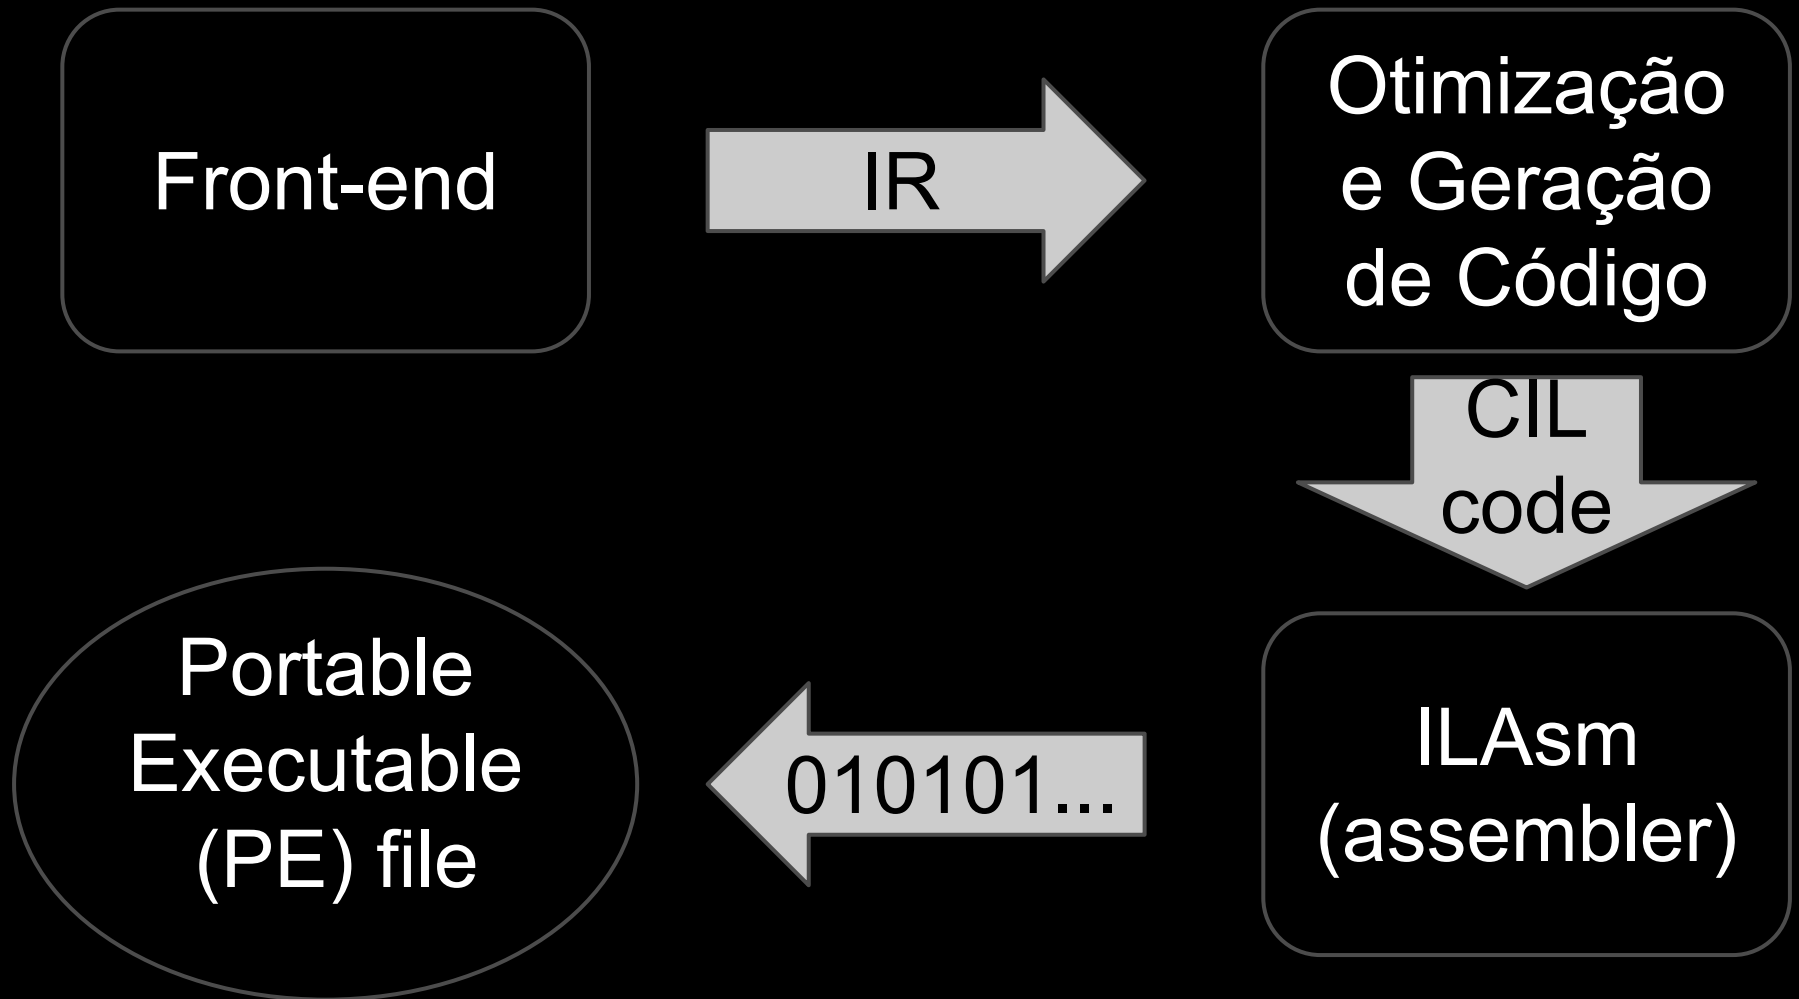 Front-end
IR
Otimização
e Geração
de Código
CIL
code
ILAsm
(assembler)
010101...
Portable
Executable
(PE) file